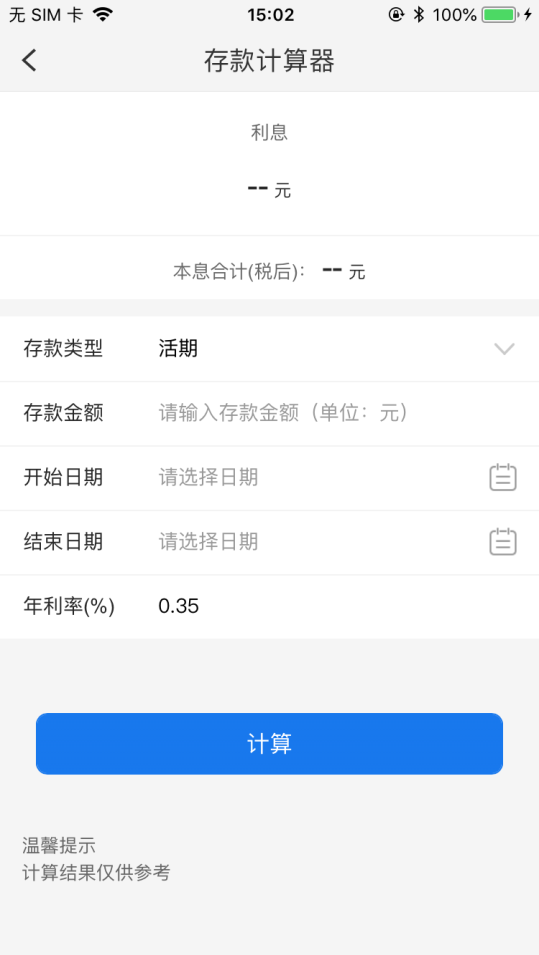 无 SIM 卡 15:02 100%
存款计算器
利息
-- 元
本息合计(税后)： -- 元
存款类型 活期
存款金额 请输入存款金额（单位：元）
开始日期 请选择日期
结束日期 请选择日期
年利率(%) 0.35
计算
温馨提示
计算结果仅供参考